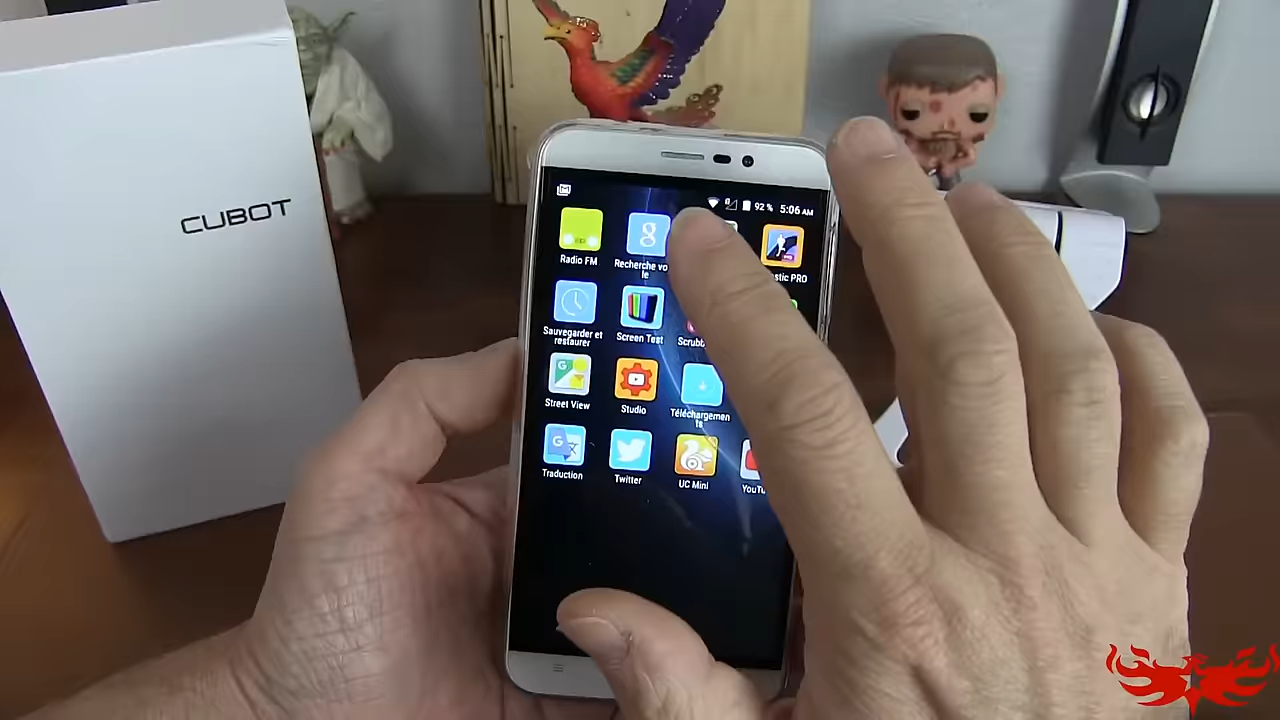 CUBOT
92 %
5:06 AM
Radio FM
Recherche vo
le
stic PRO
Sauvegarder et
restaurer
Screen Test
Scrubb
Street View
Studio
Téléchargemen
ts
Traduction
Twitter
UC Mini
YouTu